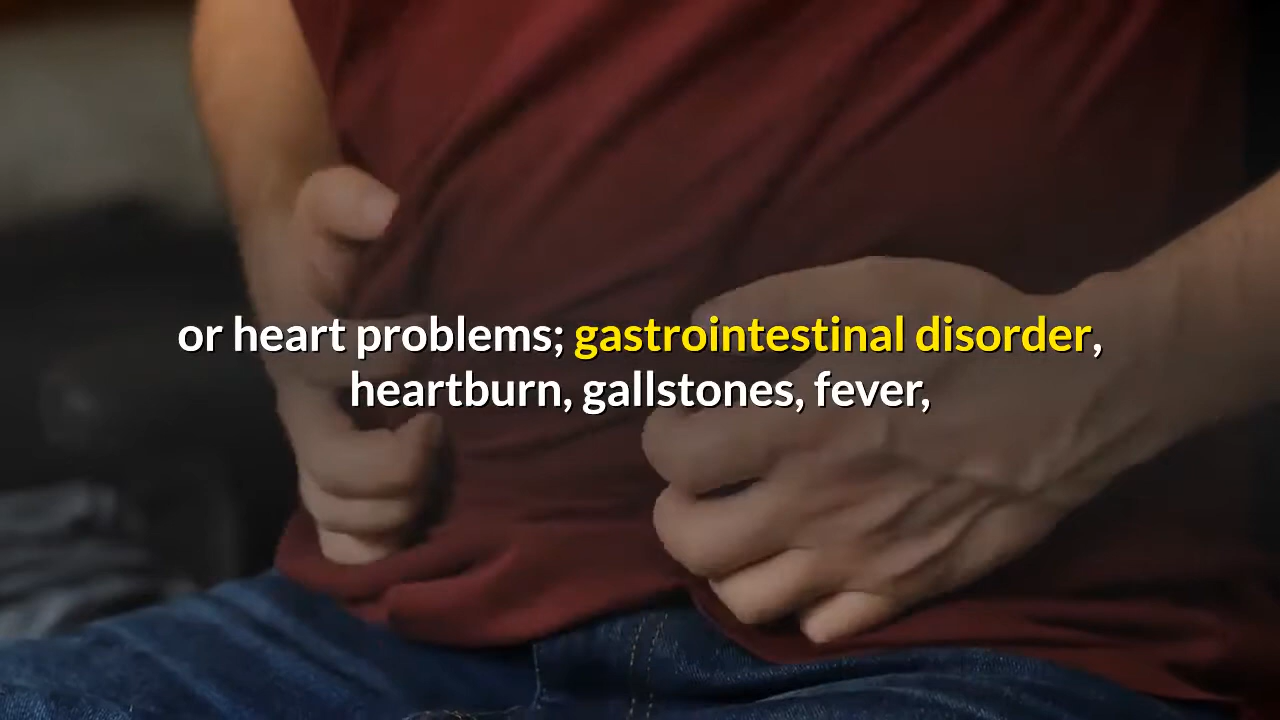 or heart problems; gastrointestinal disorder,
heartburn, gallstones, fever,